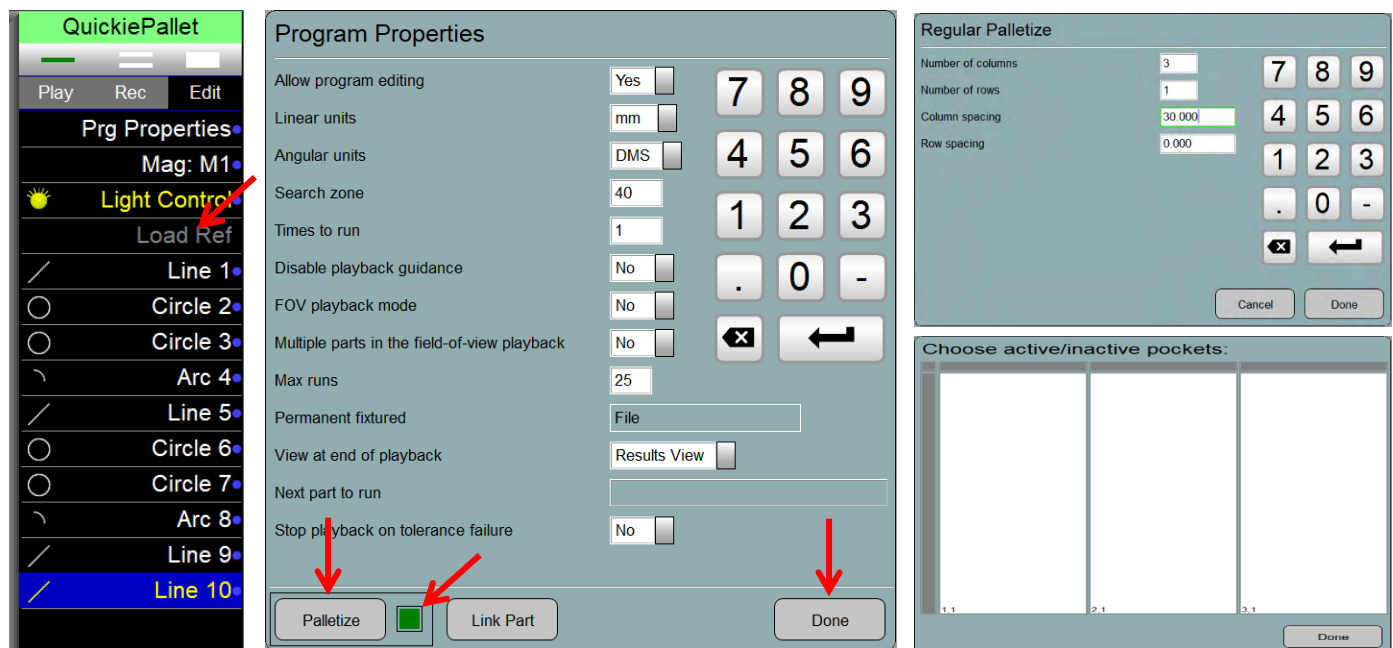 QuickiePallet
Play Rec Edit
Prg Properties
Mag: M1
Light Control
Load Ref
Line 1
Circle 2
Circle 3
Arc 4
Line 5
Circle 6
Circle 7
Arc 8
Line 9
Line 10
Program Properties
Allow program editing Yes
Linear units mm
Angular units DMS
Search zone 40
Times to run 1
Disable playback guidance No
FOV playback mode No
Multiple parts in the field-of-view playback No
Max runs 25
Permanent fixtured File
View at end of playback Results View
Next part to run
Stop playback on tolerance failure No
7 8 9
4 5 6
1 2 3
. 0 -
Palletize Link Part Done
Regular Palletize
Number of columns 3
Number of rows 1
Column spacing 30.000
Row spacing 0.000
7 8 9
4 5 6
1 2 3
. 0 -
Cancel Done
Choose active/inactive pockets:
1,1 2,1 3,1
Done